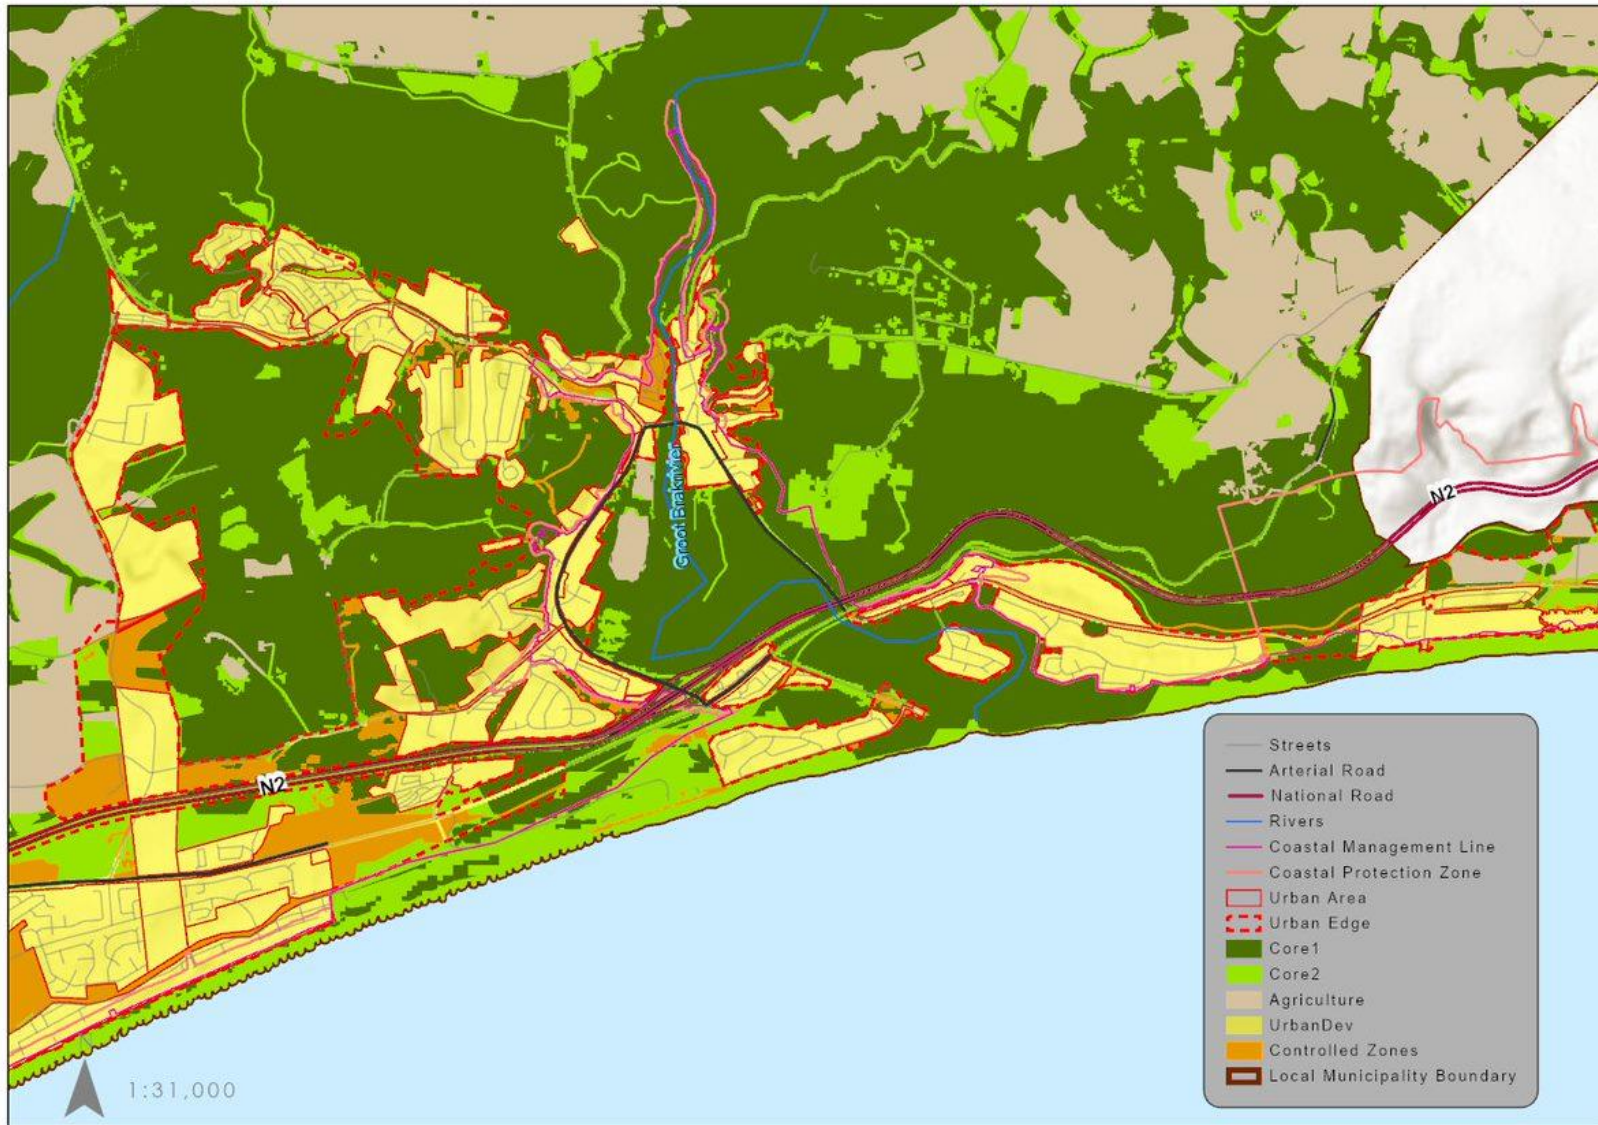 N2
Groot Brakrivier
N2
Streets
Arterial Road
National Road
Rivers
Coastal Management Line
Coastal Protection Zone
Urban Area
Urban Edge
Core1
Core2
Agriculture
UrbanDev
Controlled Zones
Local Municipality Boundary
1:31,000